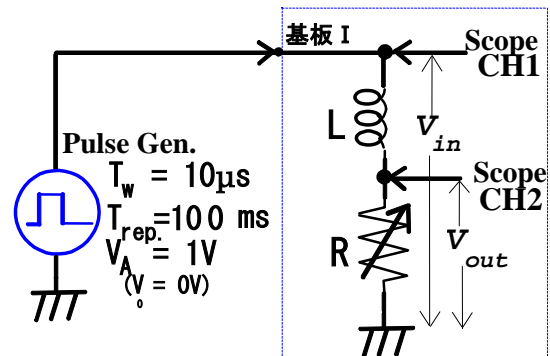 基板 I
Scope
CH1
L
V in
Pulse Gen.
T w = 10μs
T rep. = 100 ms
V A = 1V
(V o = 0V)
Scope
CH2
R
V out